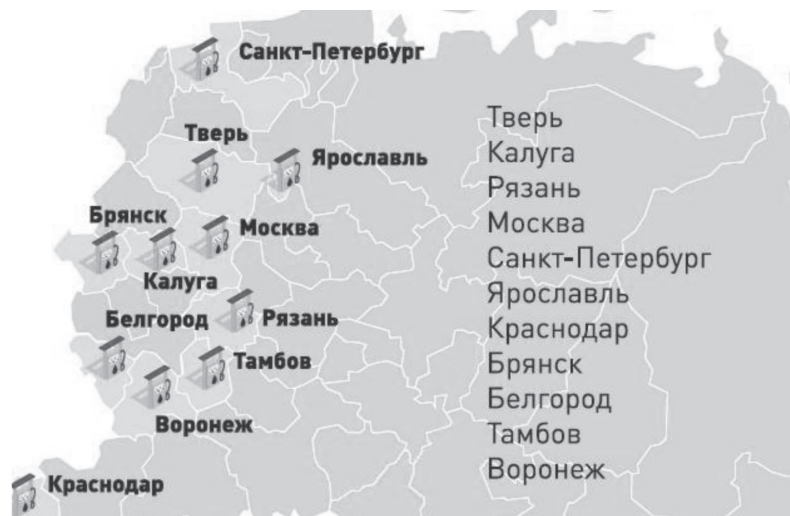 Санкт-Петербург
Тверь
Ярославль
Брянск
Москва
Калуга
Белгород
Рязань
Тамбов
Воронеж
Краснодар
Тверь
Калуга
Рязань
Москва
Санкт-Петербург
Ярославль
Краснодар
Брянск
Белгород
Тамбов
Воронеж